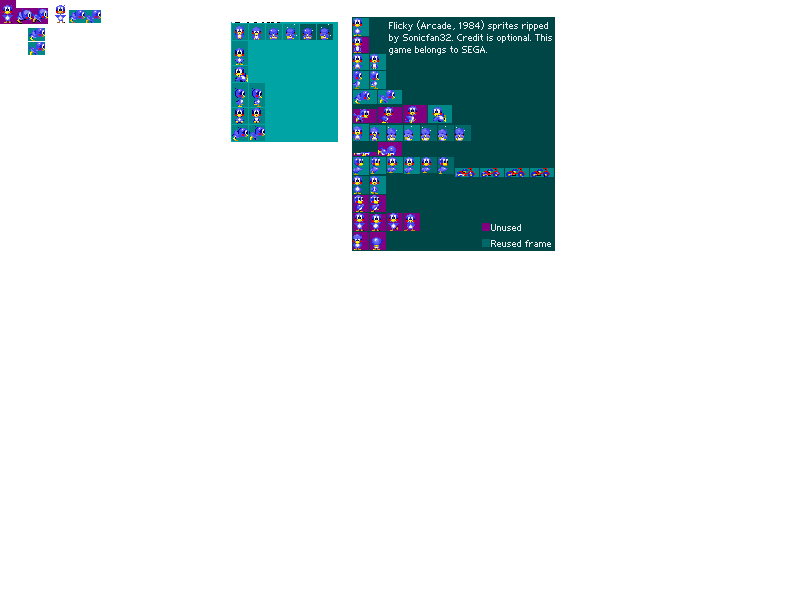 Flicky (Arcade, 1984) sprites ripped
by Sonicfan32. Credit is optional. This
game belongs to SEGA.
Unused
Reused frame